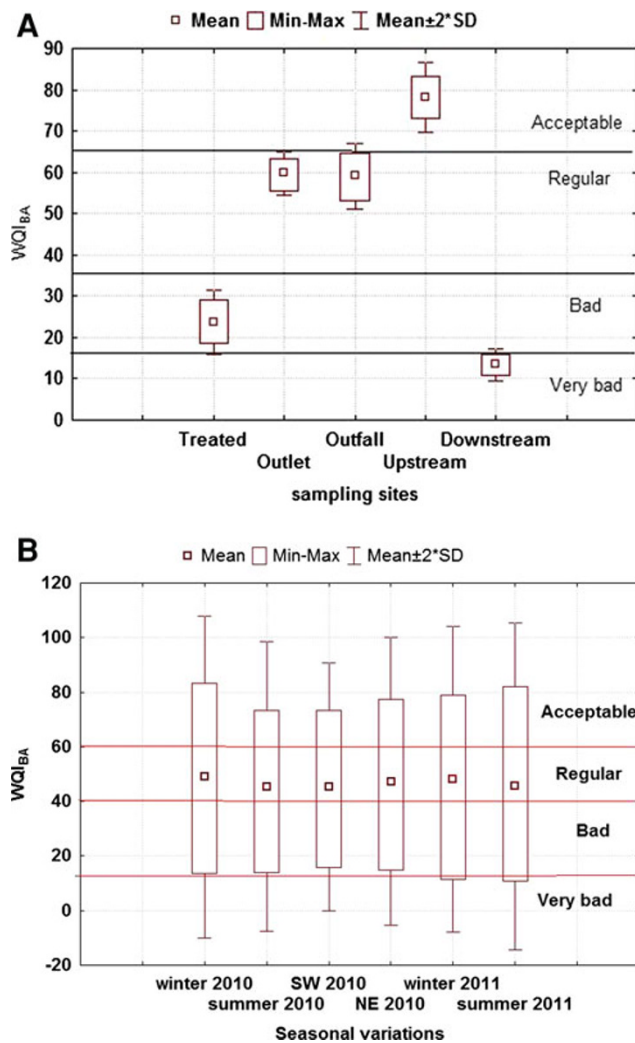 A
Mean Min-Max Mean±2*SD
90
80
70
60
50
40
30
20
10
0
WQIBA
Acceptable
Regular
Bad
Very bad
Treated Outfall Downstream
Outlet Upstream
sampling sites
B
Mean Min-Max Mean±2*SD
120
100
80
60
40
20
0
-20
WQIBA
Acceptable
Regular
Bad
Very bad
winter 2010 SW 2010 winter 2011
summer 2010 NE 2010 summer 2011
Seasonal variations